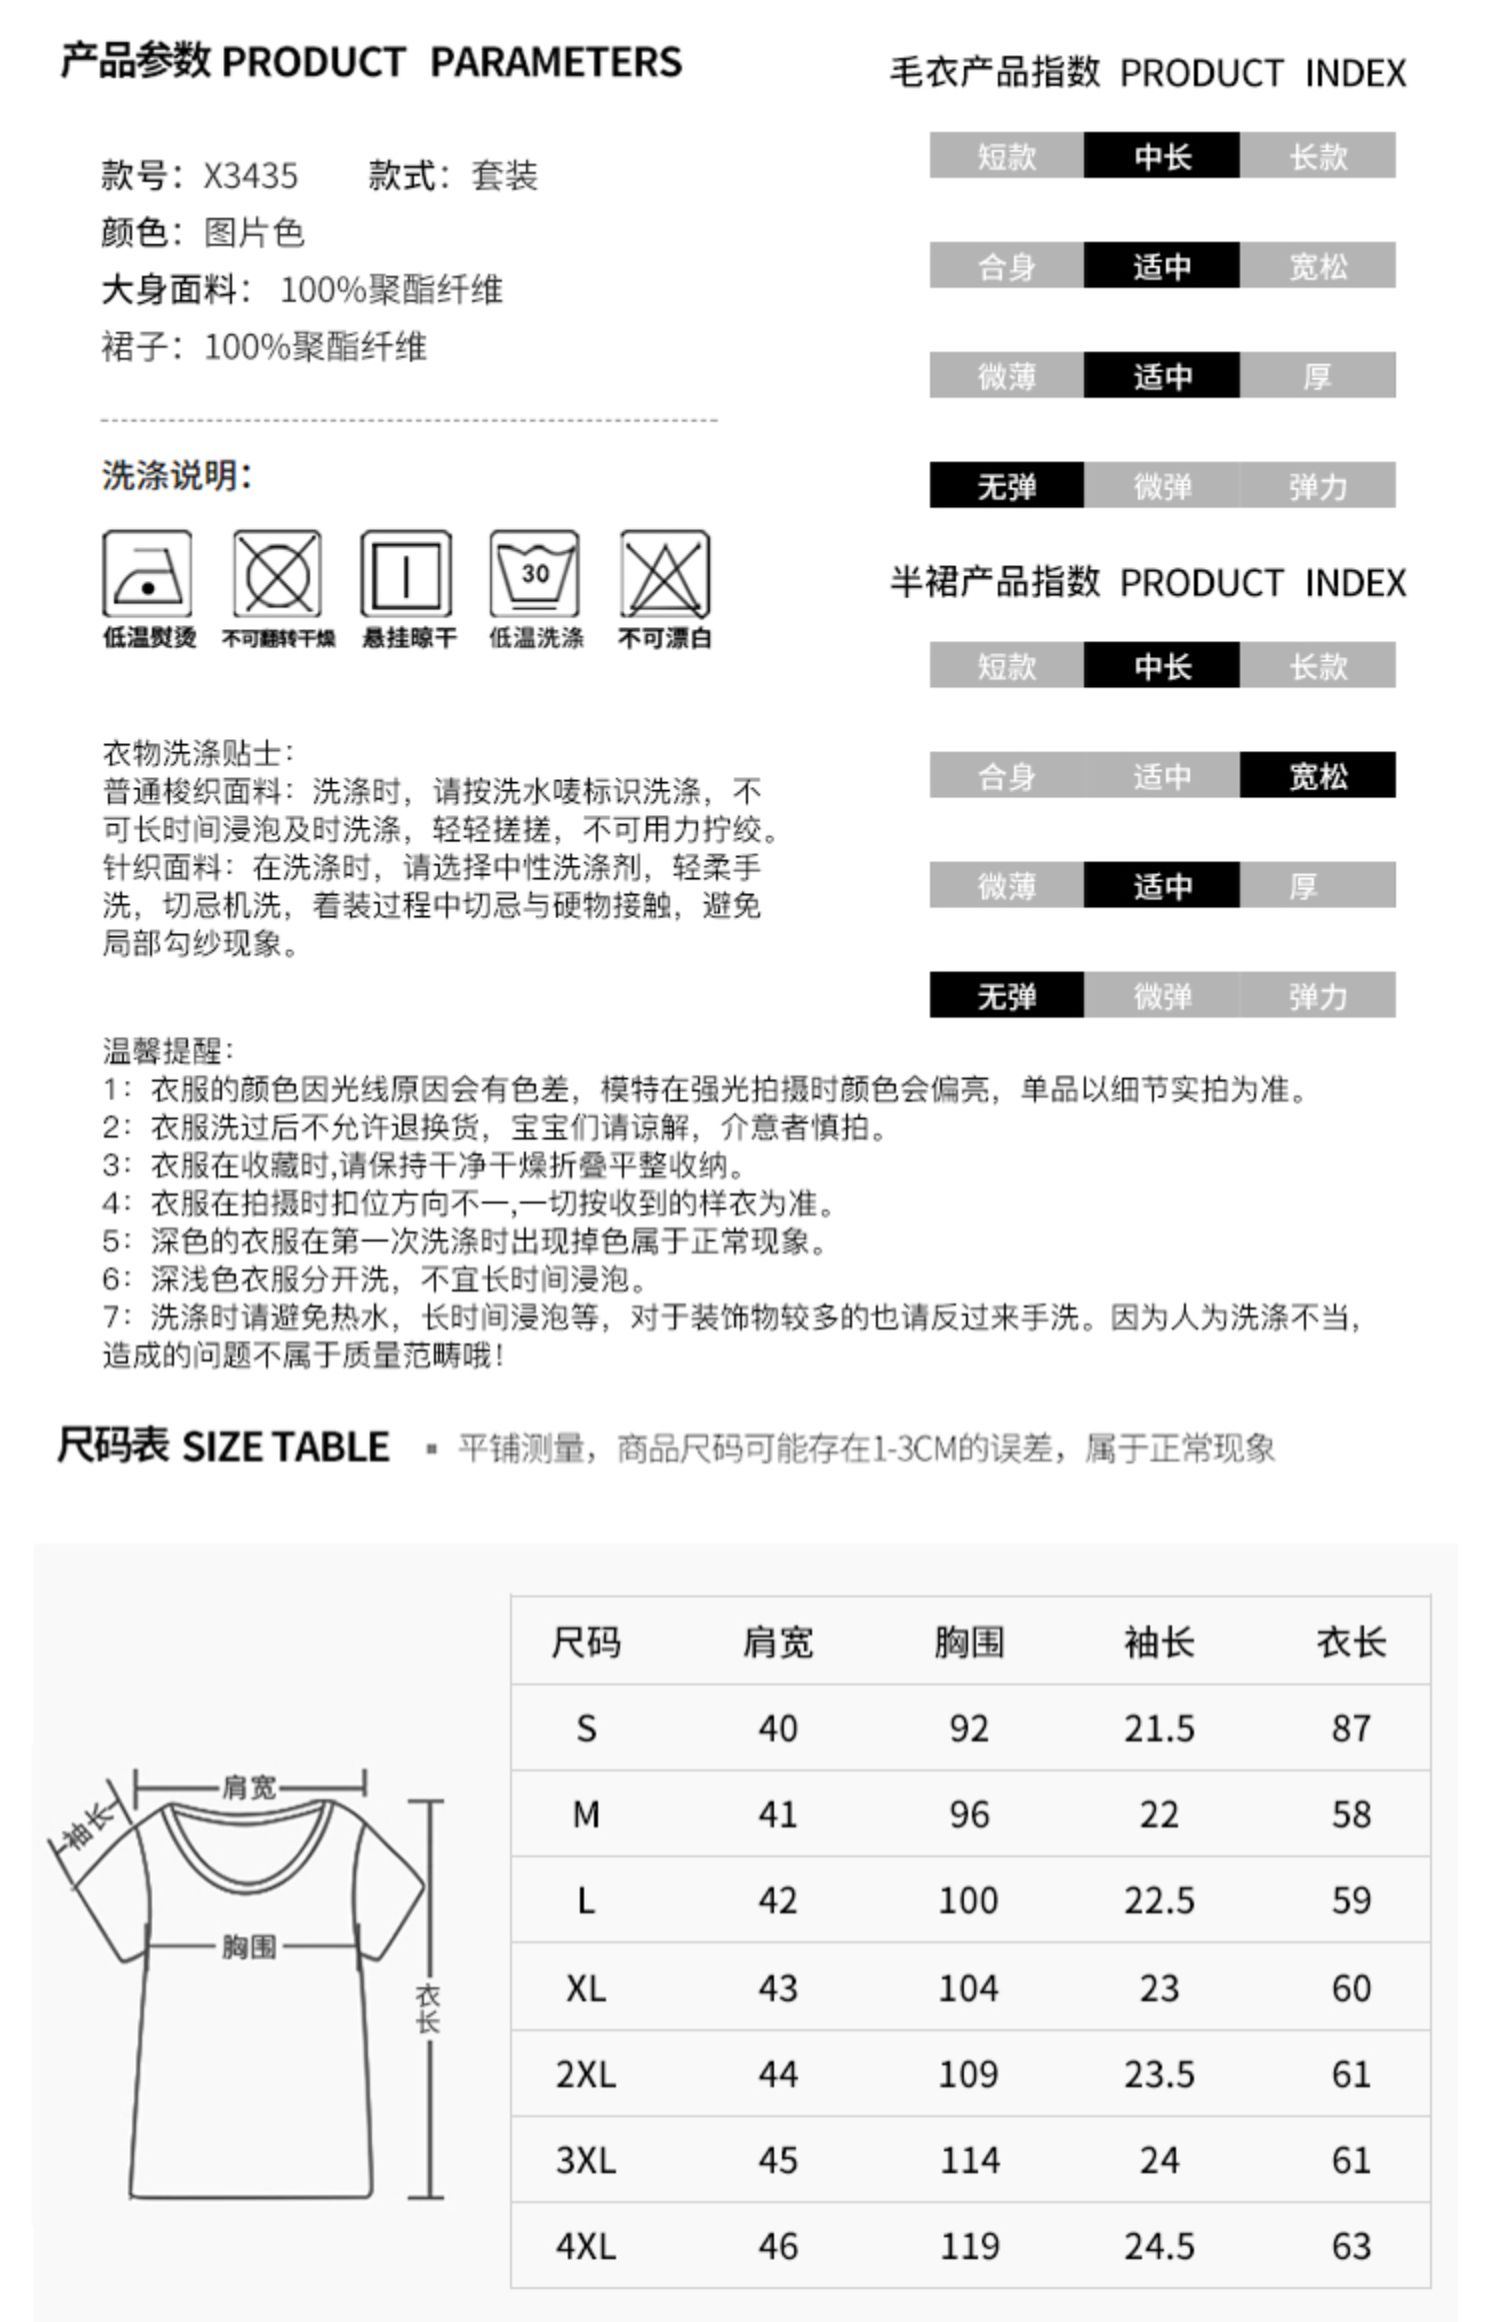 产品参数 PRODUCT PARAMETERS
款号：X3435 款式：套装
颜色：图片色
大身面料： 100%聚酯纤维
裙子：100%聚酯纤维
洗涤说明：
30
低温熨烫 不可翻转干燥 悬挂晾干 低温洗涤 不可漂白
衣物洗涤贴士：
普通梭织面料：洗涤时，请按洗水唛标识洗涤，不
可长时间浸泡及时洗涤，轻轻搓搓，不可用力拧绞。
针织面料：在洗涤时，请选择中性洗涤剂，轻柔手
洗，切忌机洗，着装过程中切忌与硬物接触，避免
局部勾纱现象。
毛衣产品指数 PRODUCT INDEX
短款 中长 长款
合身 适中 宽松
微薄 适中 厚
无弹 微弹 弹力
半裙产品指数 PRODUCT INDEX
短款 中长 长款
合身 适中 宽松
微薄 适中 厚
无弹 微弹 弹力
温馨提醒：
1：衣服的颜色因光线原因会有色差，模特在强光拍摄时颜色会偏亮，单品以细节实拍为准。
2：衣服洗过后不允许退换货，宝宝们请谅解，介意者慎拍。
3：衣服在收藏时,请保持干净干燥折叠平整收纳。
4：衣服在拍摄时扣位方向不一,一切按收到的样衣为准。
5：深色的衣服在第一次洗涤时出现掉色属于正常现象。
6：深浅色衣服分开洗，不宜长时间浸泡。
7：洗涤时请避免热水，长时间浸泡等，对于装饰物较多的也请反过来手洗。因为人为洗涤不当，
造成的问题不属于质量范畴哦！
尺码表 SIZE TABLE ▪ 平铺测量，商品尺码可能存在1-3CM的误差，属于正常现象
肩宽
袖长
胸围
衣长
尺码 肩宽 胸围 袖长 衣长
S 40 92 21.5 87
M 41 96 22 58
L 42 100 22.5 59
XL 43 104 23 60
2XL 44 109 23.5 61
3XL 45 114 24 61
4XL 46 119 24.5 63